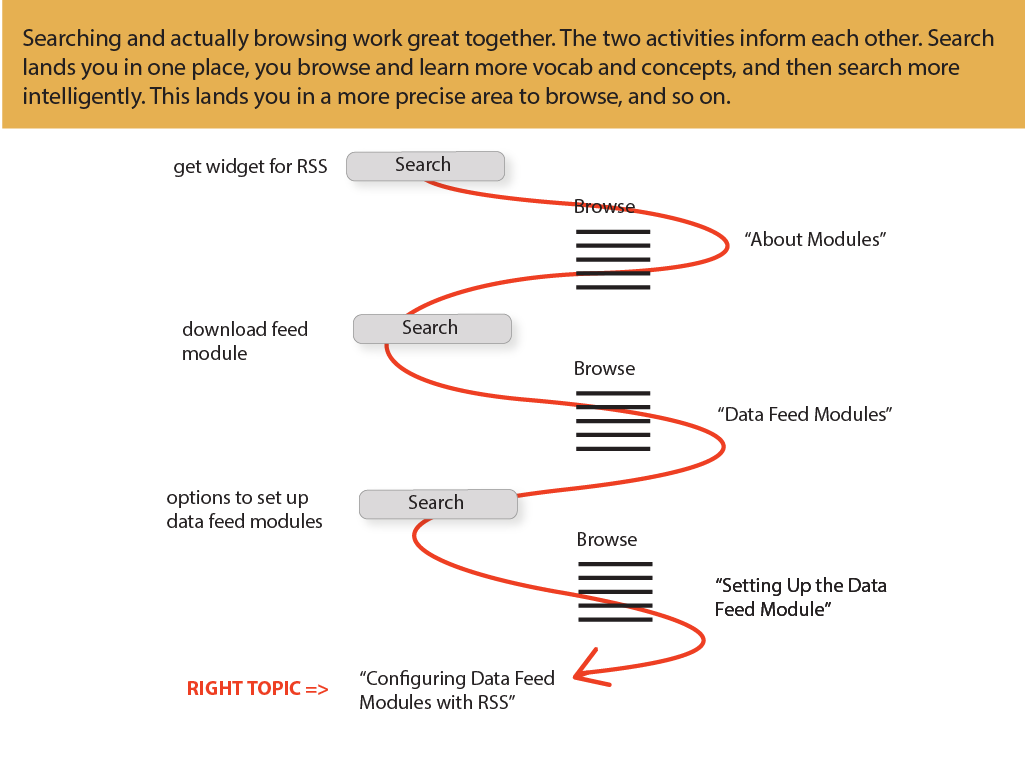 Searching and actually browsing work great together. The two activities inform each other. Search
lands you in one place, you browse and learn more vocab and concepts, and then search more
intelligently. This lands you in a more precise area to browse, and so on.
get widget for RSS
Search
Browse
“About Modules”
download feed
module
Search
Browse
“Data Feed Modules”
options to set up
data feed modules
Search
Browse
“Setting Up the Data
Feed Module”
RIGHT TOPIC =>
“Configuring Data Feed
Modules with RSS”